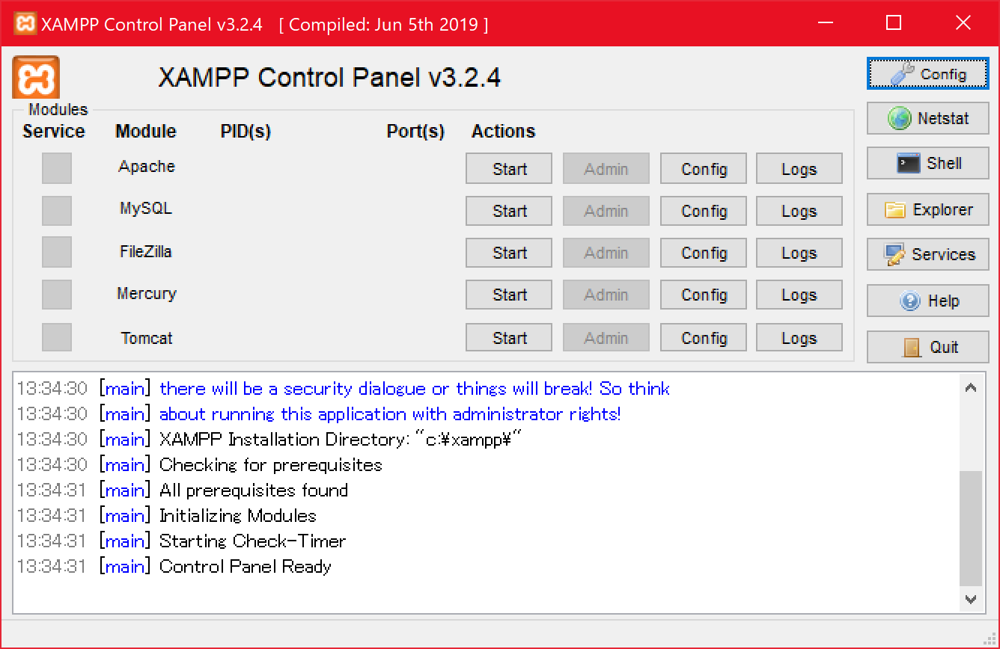 XAMPP Control Panel v3.2.4 [ Compiled: Jun 5th 2019 ]
XAMPP Control Panel v3.2.4
Config
Netstat
Shell
Explorer
Services
Help
Quit
Modules
Service Module PID(s) Port(s) Actions
Apache Start Admin Config Logs
MySQL Start Admin Config Logs
FileZilla Start Admin Config Logs
Mercury Start Admin Config Logs
Tomcat Start Admin Config Logs
13:34:30 [main] there will be a security dialogue or things will break! So think
13:34:30 [main] about running this application with administrator rights!
13:34:30 [main] XAMPP Installation Directory: "c:¥xampp¥"
13:34:30 [main] Checking for prerequisites
13:34:31 [main] All prerequisites found
13:34:31 [main] Initializing Modules
13:34:31 [main] Starting Check-Timer
13:34:31 [main] Control Panel Ready